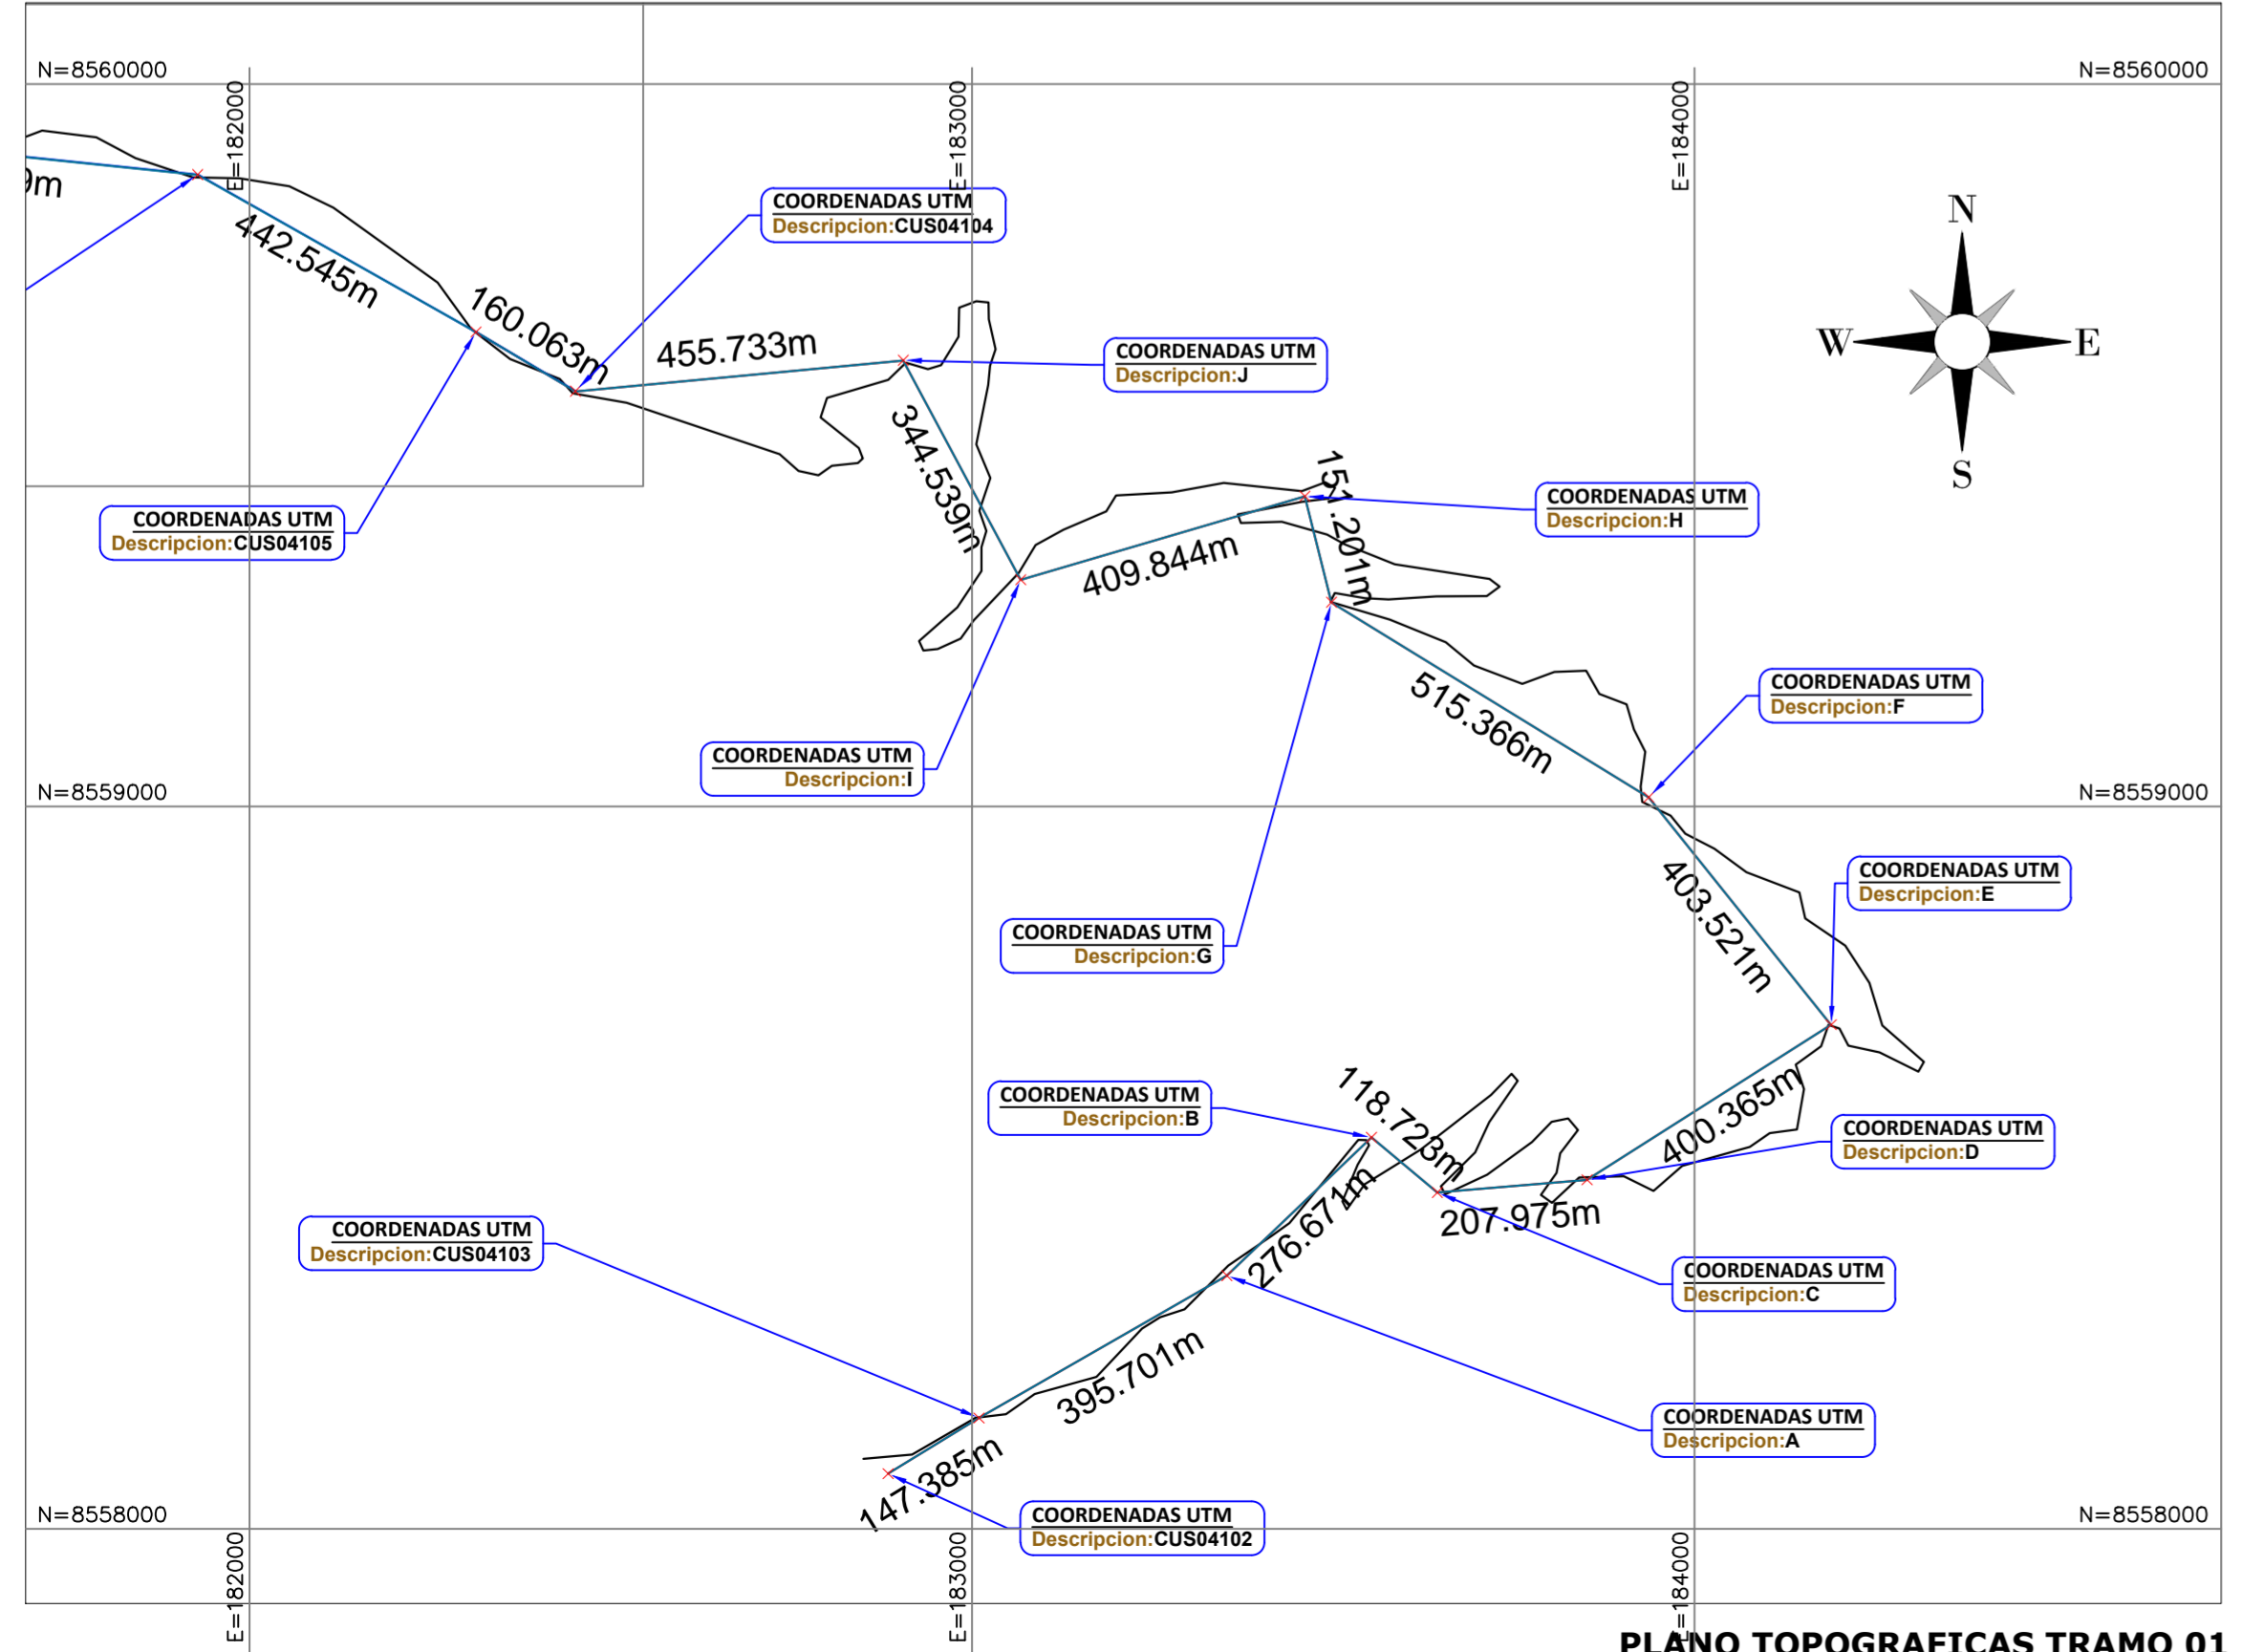 N=8560000
N=8560000
E=182000
E=183000
E=184000
9m
442.545m
COORDENADAS UTM
Descripcion:CUS04104
N
W
E
S
160.063m
455.733m
COORDENADAS UTM
Descripcion:J
344.539m
151.201m
COORDENADAS UTM
Descripcion:H
COORDENADAS UTM
Descripcion:CUS04105
409.844m
515.366m
COORDENADAS UTM
Descripcion:F
COORDENADAS UTM
Descripcion:I
N=8559000
N=8559000
403.521m
COORDENADAS UTM
Descripcion:E
COORDENADAS UTM
Descripcion:G
COORDENADAS UTM
Descripcion:B
118.723m
400.365m
COORDENADAS UTM
Descripcion:D
276.671m
207.975m
COORDENADAS UTM
Descripcion:CUS04103
COORDENADAS UTM
Descripcion:C
395.701m
COORDENADAS UTM
Descripcion:A
147.385m
N=8558000
COORDENADAS UTM
Descripcion:CUS04102
N=8558000
E=182000
E=183000
E=184000
PLANO TOPOGRAFICAS TRAMO 01